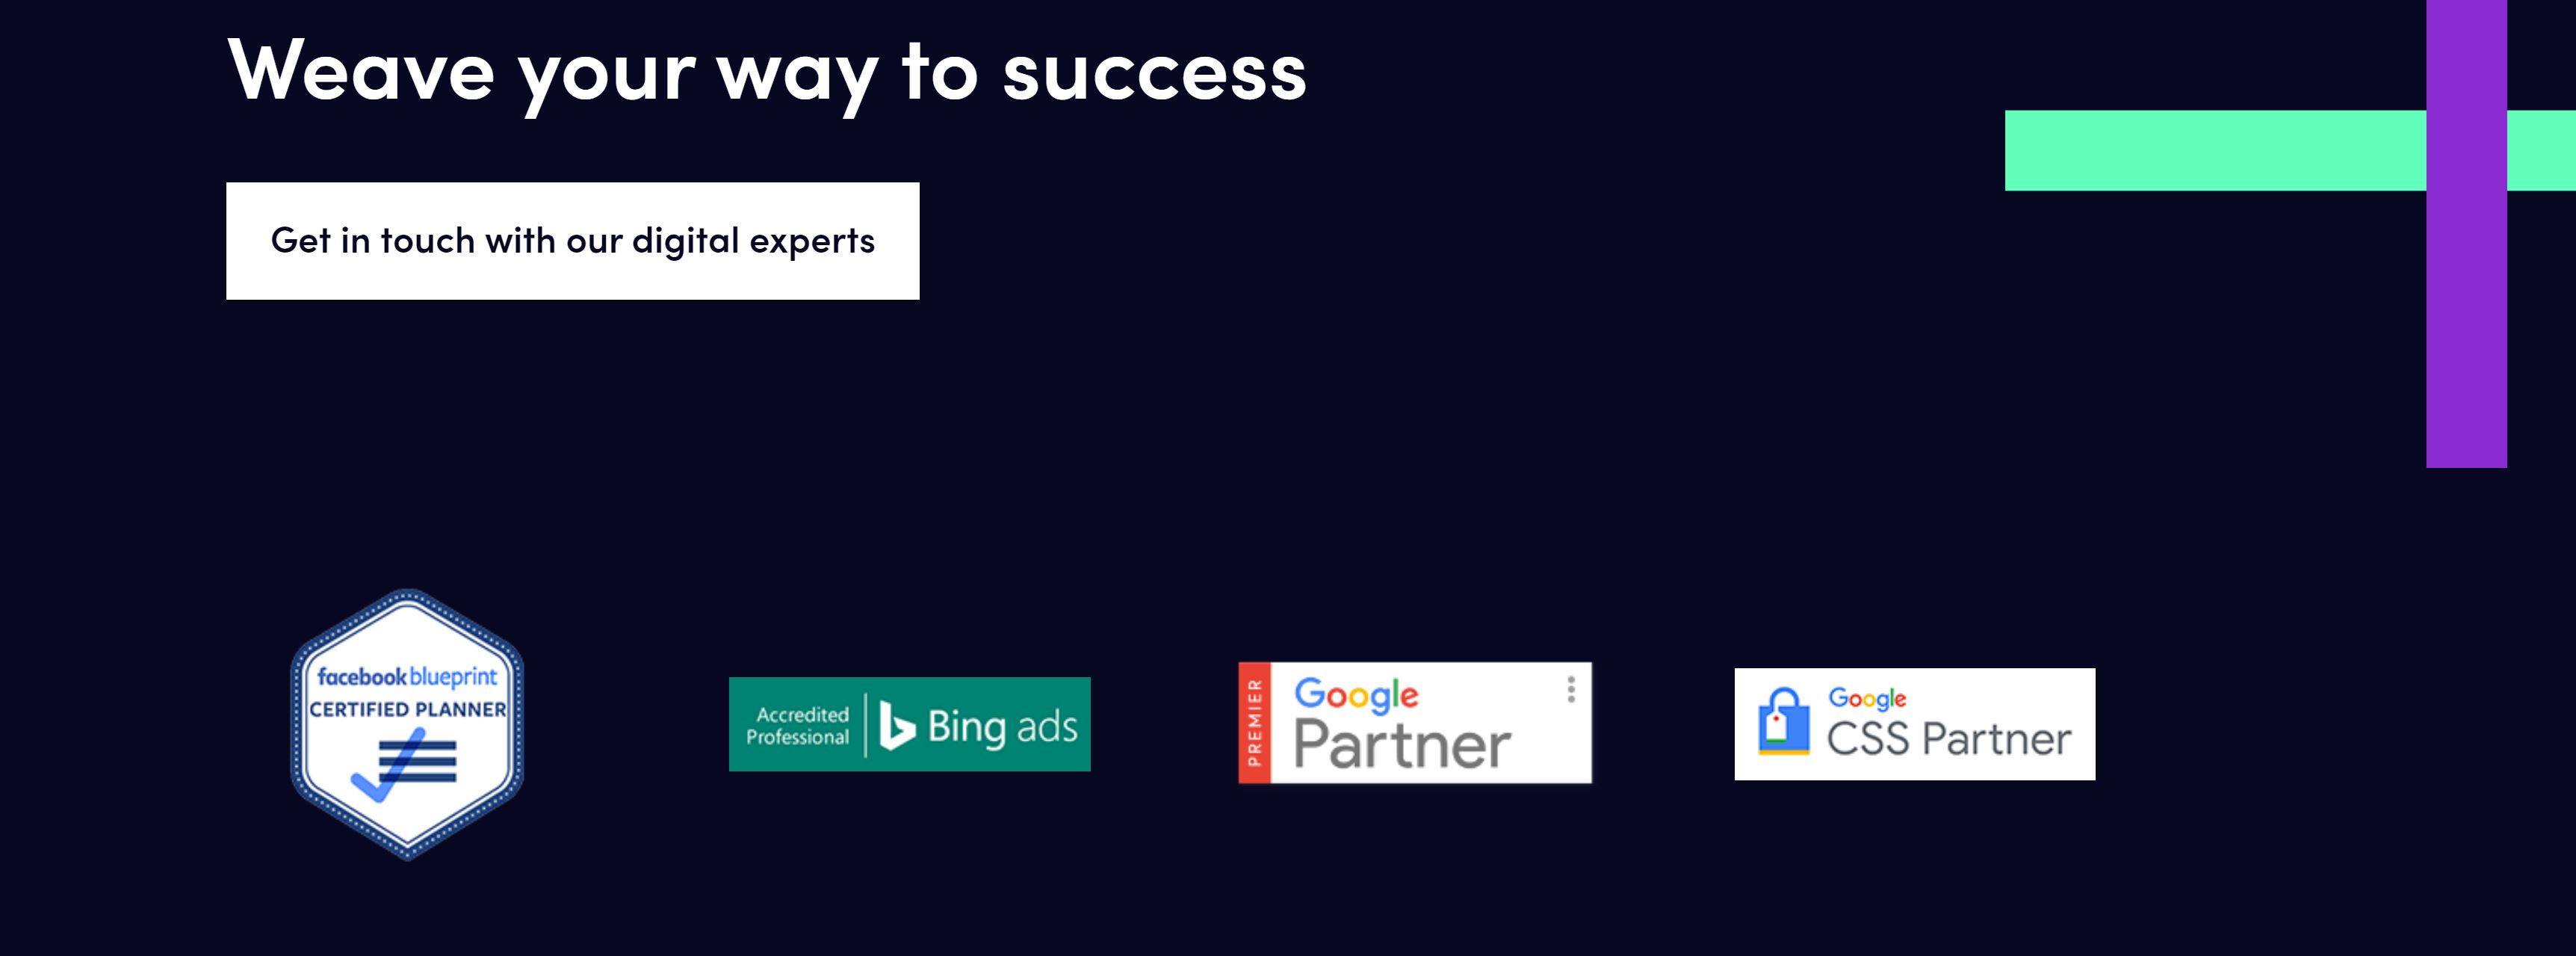 Weave your way to success
Get in touch with our digital experts
facebook blueprint
CERTIFIED PLANNER
Accredited
Professional
Bing ads
PREMIER
Google
Partner
Google
CSS Partner